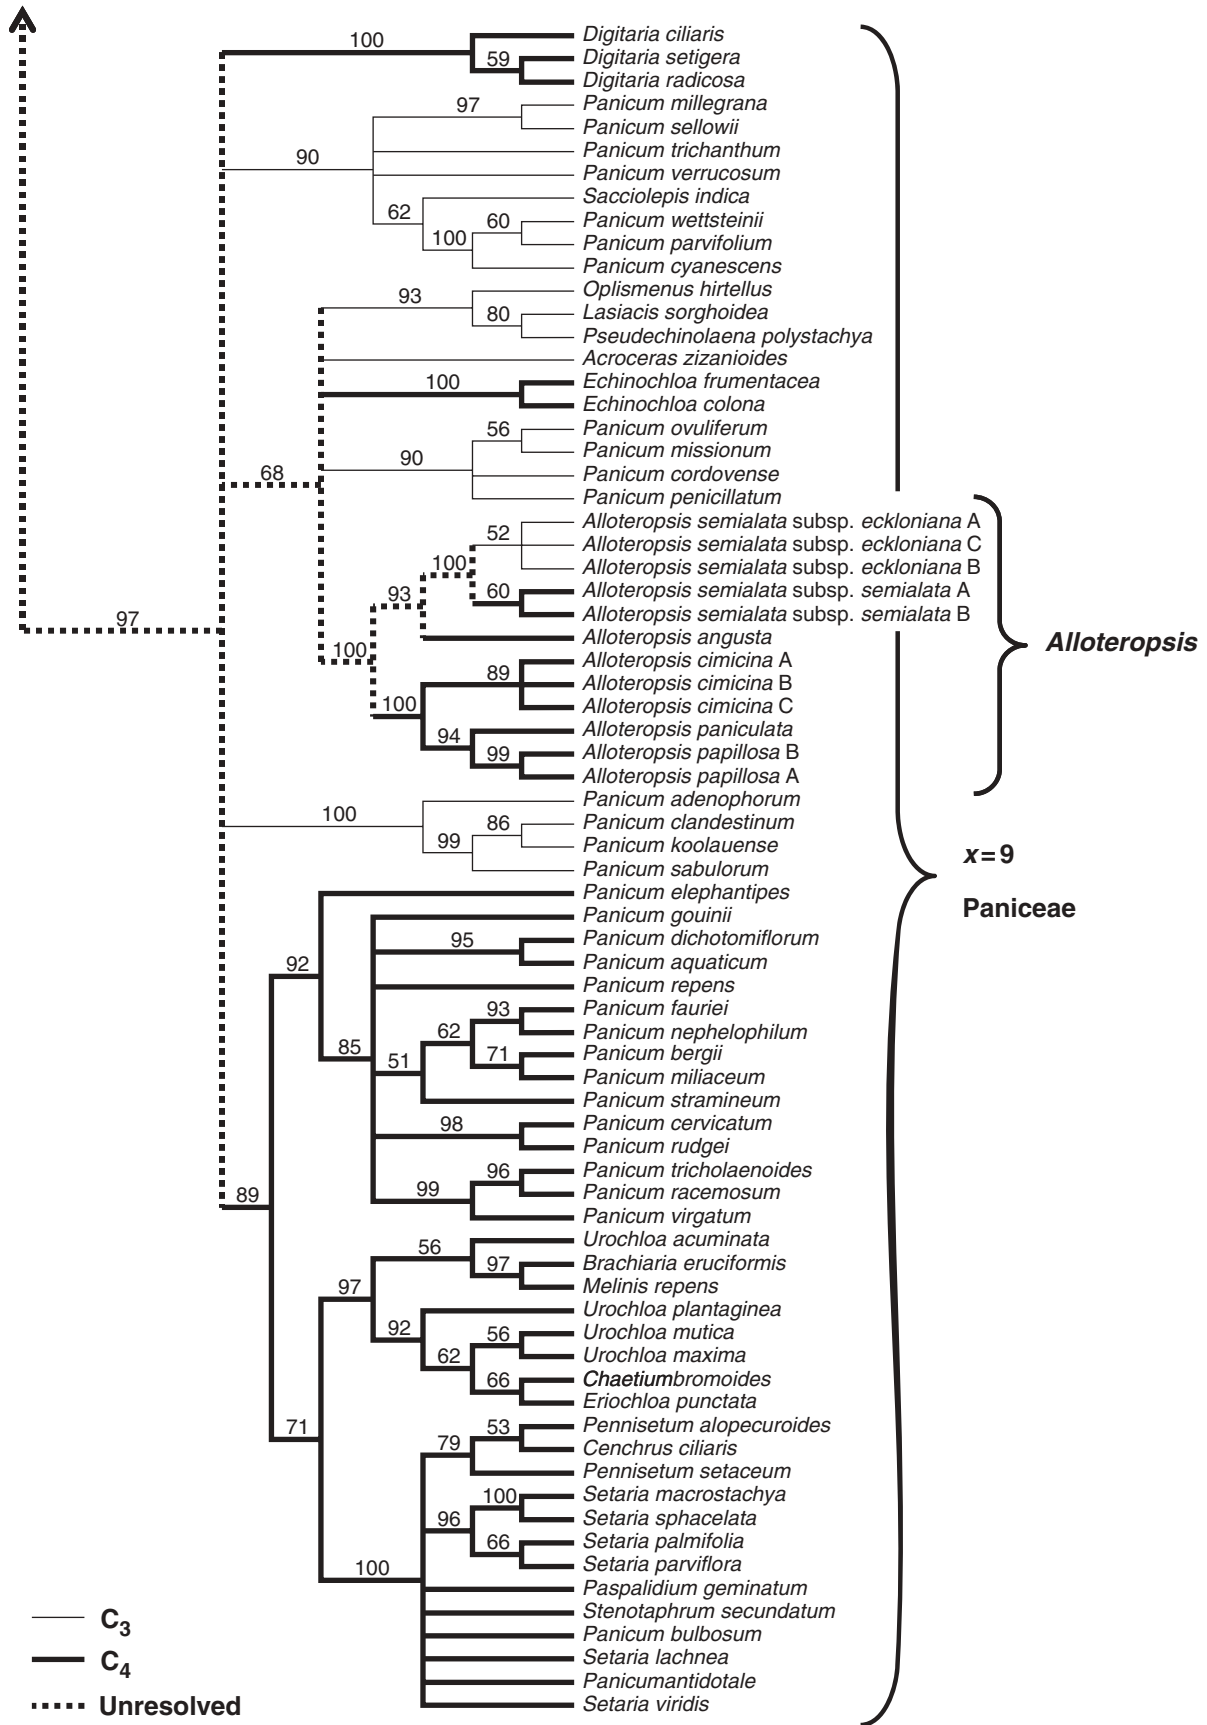 100
Digitaria ciliaris
59
Digitaria setigera
Digitaria radicosa
97
Panicum millegrana
Panicum sellowii
90
Panicum trichanthum
Panicum verrucosum
62
Sacciolepis indica
100
60
Panicum wettsteinii
Panicum parvifolium
Panicum cyanescens
93
Oplismenus hirtellus
80
Lasiacis sorghoidea
Pseudechinolaena polystachya
Acroceras zizanioides
100
Echinochloa frumentacea
Echinochloa colona
56
Panicum ovuliferum
Panicum missionum
90
Panicum cordovense
Panicum penicillatum
68
52
Alloteropsis semialata subsp. eckloniana A
Alloteropsis semialata subsp. eckloniana C
Alloteropsis semialata subsp. eckloniana B
100
60
Alloteropsis semialata subsp. semialata A
Alloteropsis semialata subsp. semialata B
93
Alloteropsis angusta
97
100
89
Alloteropsis cimicina A
Alloteropsis cimicina B
Alloteropsis cimicina C
100
94
Alloteropsis paniculata
99
Alloteropsis papillosa B
Alloteropsis papillosa A
Alloteropsis
100
Panicum adenophorum
99
86
Panicum clandestinum
Panicum koolauense
Panicum sabulorum
x=9
Paniceae
Panicum elephantipes
92
Panicum gouinii
95
Panicum dichotomiflorum
Panicum aquaticum
Panicum repens
85
51
62
93
Panicum fauriei
Panicum nephelophilum
71
Panicum bergii
Panicum miliaceum
Panicum stramineum
98
Panicum cervicatum
Panicum rudgei
99
96
Panicum tricholaenoides
Panicum racemosum
Panicum virgatum
89
56
Urochloa acuminata
97
Brachiaria eruciformis
Melinis repens
97
92
Urochloa plantaginea
62
56
Urochloa mutica
Urochloa maxima
66
Chaetiumbromoides
Eriochloa punctata
71
79
53
Pennisetum alopecuroides
Cenchrus ciliaris
Pennisetum setaceum
96
100
Setaria macrostachya
Setaria sphacelata
66
Setaria palmifolia
Setaria parviflora
100
Paspalidium geminatum
Stenotaphrum secundatum
Panicum bulbosum
Setaria lachnea
Panicumantidotale
Setaria viridis
C3
C4
Unresolved